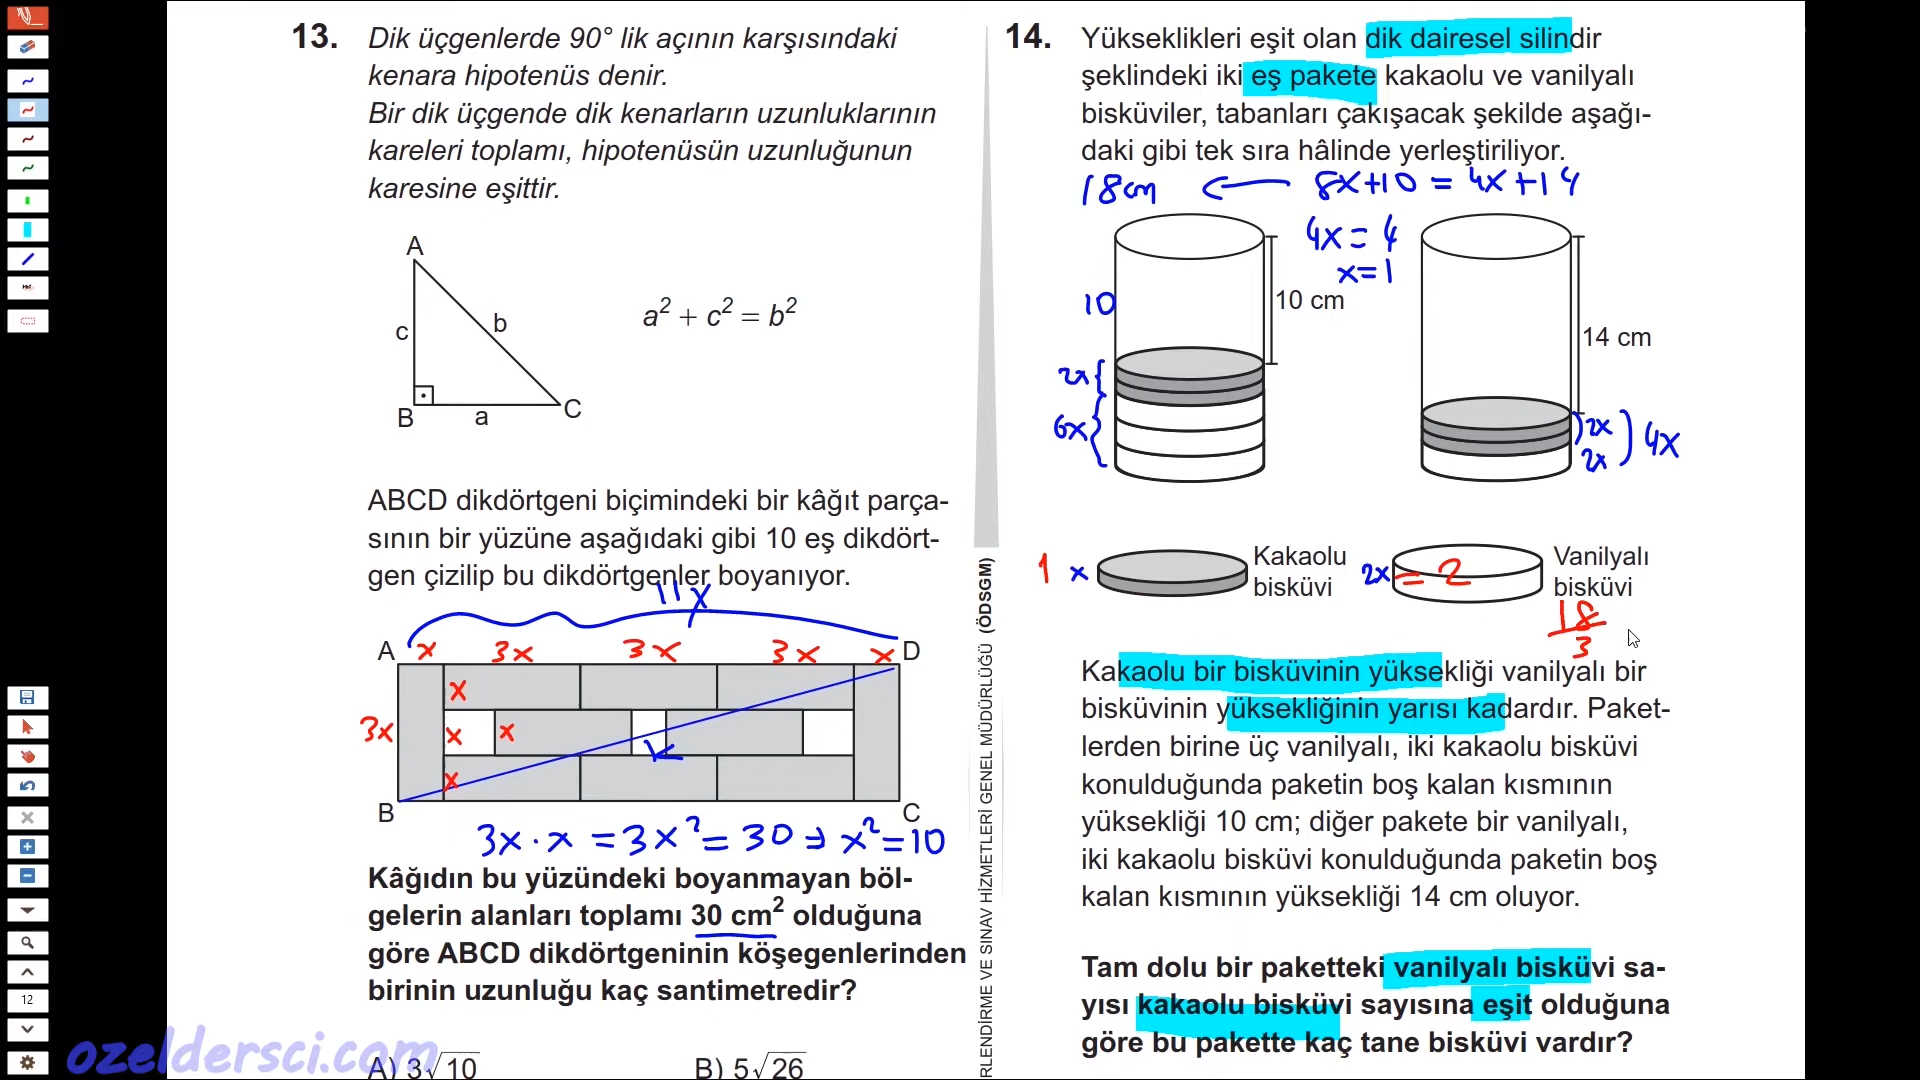 13.
Dik üçgenlerde 90° lik açının karşısındaki
kenara hipotenüs denir.
Bir dik üçgende dik kenarların uzunluklarının
kareleri toplamı, hipotenüsün uzunluğunun
karesine eşittir.
A
c
b
B
a
C
a² + c² = b²
ABCD dikdörtgeni biçimindeki bir kâğıt parça-
sının bir yüzüne aşağıdaki gibi 10 eş dikdört-
gen çizilip bu dikdörtgenler boyanıyor.
11x
A x 3x 3x 3x x D
x
3x x x
x
B C
3x . x = 3x² = 30 ⇒ x² = 10
Kâğıdın bu yüzündeki boyanmayan böl-
gelerin alanları toplamı 30 cm² olduğuna
göre ABCD dikdörtgeninin köşegenlerinden
birinin uzunluğu kaç santimetredir?
A) 3√10 B) 5√26
RLENDİRME VE SINAV HİZMETLERİ GENEL MÜDÜRLÜĞÜ (ÖDSGM)
14.
Yükseklikleri eşit olan dik dairesel silindir
şeklindeki iki eş pakete kakaolu ve vanilyalı
bisküviler, tabanları çakışacak şekilde aşağı-
daki gibi tek sıra hâlinde yerleştiriliyor.
18cm ← 8x+10 = 4x+14
4x = 4
x=1
10
10 cm
14 cm
2x
6x
2x
2x
4x
1 x Kakaolu
bisküvi
2x = 2 Vanilyalı
bisküvi
18
3
Kakaolu bir bisküvinin yüksekliği vanilyalı bir
bisküvinin yüksekliğinin yarısı kadardır. Paket-
lerden birine üç vanilyalı, iki kakaolu bisküvi
konulduğunda paketin boş kalan kısmının
yüksekliği 10 cm; diğer pakete bir vanilyalı,
iki kakaolu bisküvi konulduğunda paketin boş
kalan kısmının yüksekliği 14 cm oluyor.
Tam dolu bir paketteki vanilyalı bisküvi sa-
yısı kakaolu bisküvi sayısına eşit olduğuna
göre bu pakette kaç tane bisküvi vardır?
12
ozeldersci.com